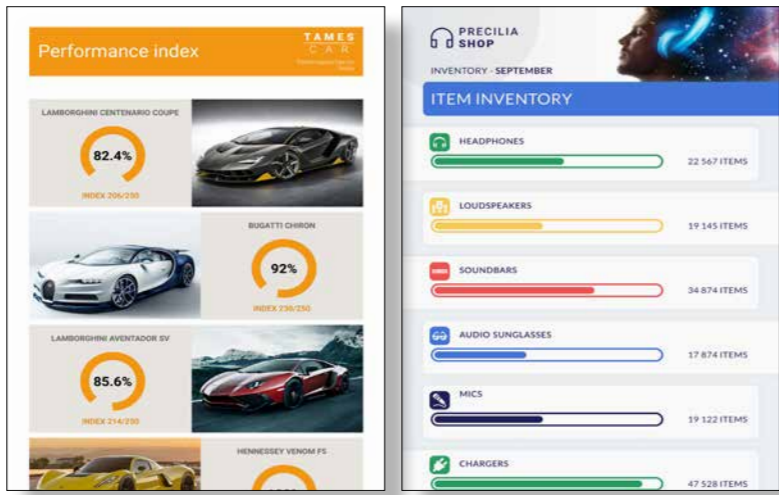 Performance index
TAMES
CAR
LAMBORGHINI CENTENARIO COUPE
82.4%
INDEX 206/250
BUGATTI CHIRON
92%
INDEX 230/250
LAMBORGHINI AVENTADOR SV
85.6%
INDEX 214/250
HENNESSEY VENOM F5
PRECILIA
SHOP
INVENTORY - SEPTEMBER
ITEM INVENTORY
HEADPHONES
22 567 ITEMS
LOUDSPEAKERS
19 145 ITEMS
SOUNDBARS
34 874 ITEMS
AUDIO SUNGLASSES
17 874 ITEMS
MICS
19 122 ITEMS
CHARGERS
47 528 ITEMS